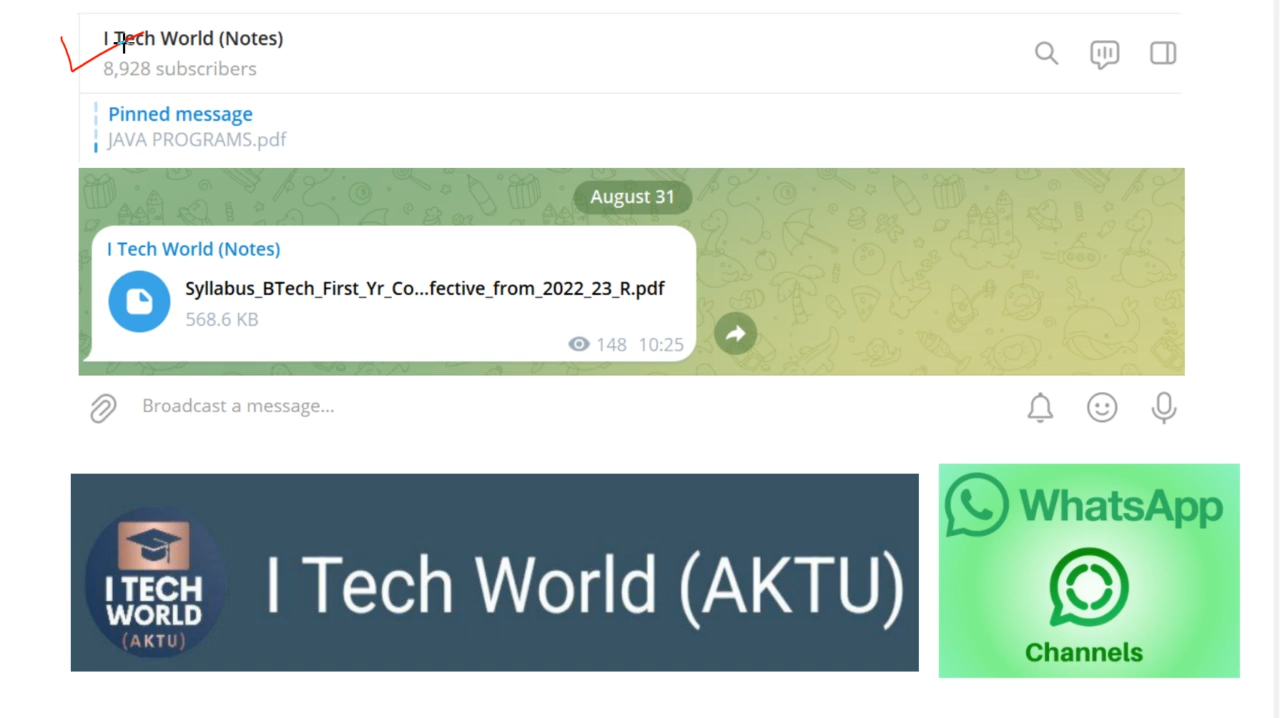 I Tech World (Notes)
8,928 subscribers
Pinned message
JAVA PROGRAMS.pdf
August 31
I Tech World (Notes)
Syllabus_BTech_First_Yr_Co...fective_from_2022_23_R.pdf
568.6 KB
148 10:25
Broadcast a message...
I TECH
WORLD
(AKTU)
I Tech World (AKTU)
WhatsApp
Channels